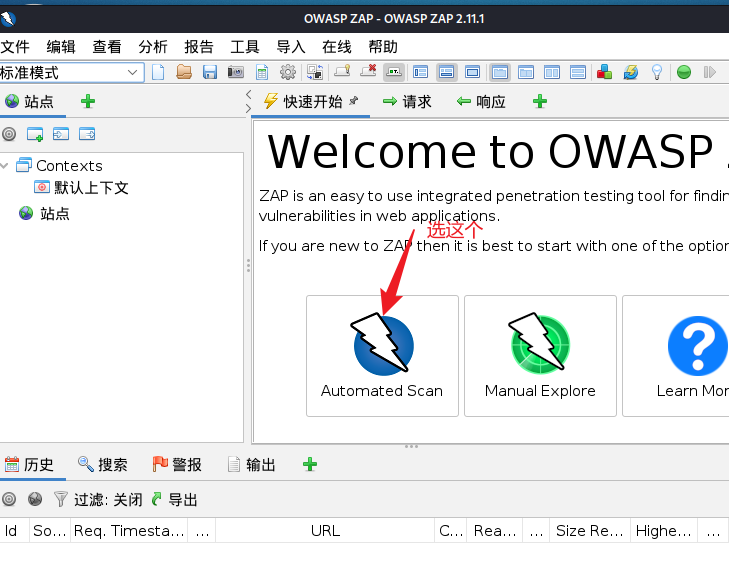 OWASP ZAP - OWASP ZAP 2.11.1
文件 编辑 查看 分析 报告 工具 导入 在线 帮助
标准模式
站点
快速开始 请求 响应
Contexts
默认上下文
站点
Welcome to OWASP
ZAP is an easy to use integrated penetration testing tool for findin
vulnerabilities in web applications.
选这个
If you are new to ZAP then it is best to start with one of the option
Automated Scan Manual Explore Learn Mor
历史 搜索 警报 输出
过滤: 关闭 导出
Id So... Req. Timesta... ... URL C... Rea... ... Size Re... Highe... ...